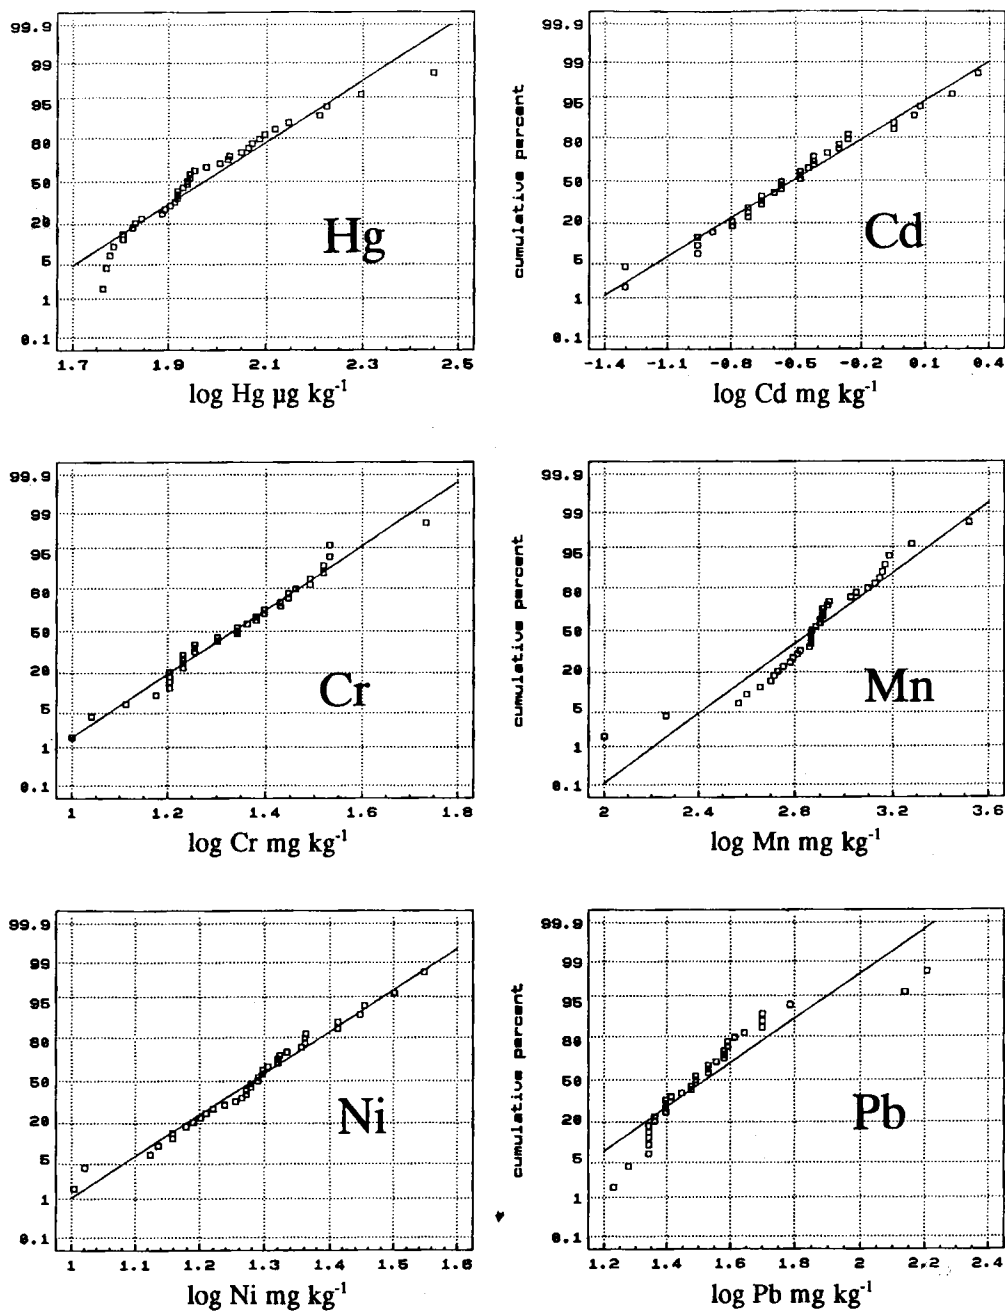 99.9
99
95
80
50
20
5
1
0.1
Hg
1.7 1.9 2.1 2.3 2.5
log Hg µg kg-1
cumulative percent
99.9
99
95
80
50
20
5
1
0.1
Cd
-1.4 -1.1 -0.8 -0.5 -0.2 0.1 0.4
log Cd mg kg-1
99.9
99
95
80
50
20
5
1
0.1
Cr
1 1.2 1.4 1.6 1.8
log Cr mg kg-1
cumulative percent
99.9
99
95
80
50
20
5
1
0.1
Mn
2 2.4 2.8 3.2 3.6
log Mn mg kg-1
99.9
99
95
80
50
20
5
1
0.1
Ni
1 1.1 1.2 1.3 1.4 1.5 1.6
log Ni mg kg-1
cumulative percent
99.9
99
95
80
50
20
5
1
0.1
Pb
1.2 1.4 1.6 1.8 2 2.2 2.4
log Pb mg kg-1